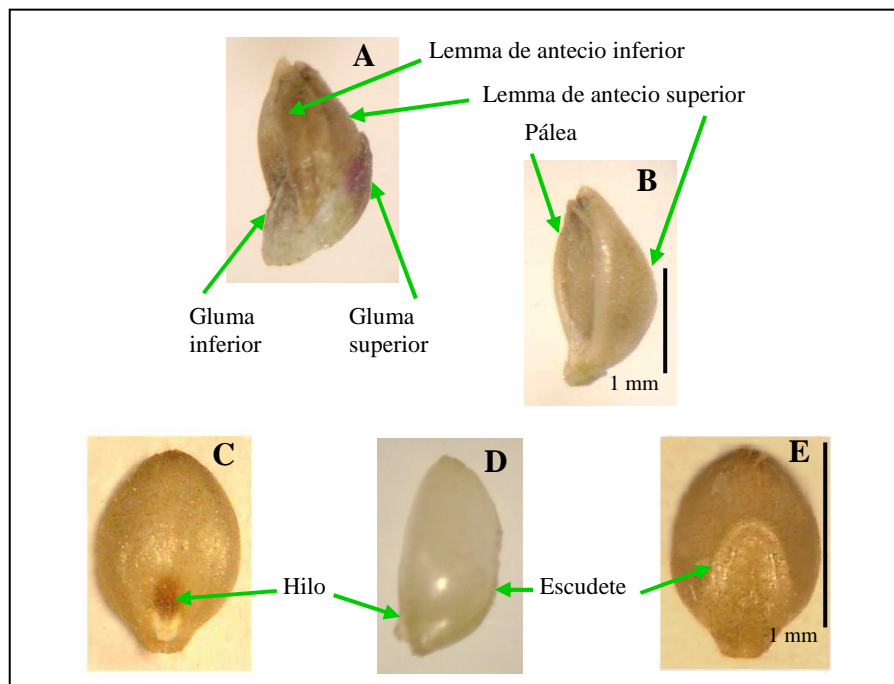 A
Lemma de antecio inferior
Lemma de antecio superior
Pálea
B
Gluma
inferior
Gluma
superior
1 mm
C
D
E
Hilo
Escudete
1 mm